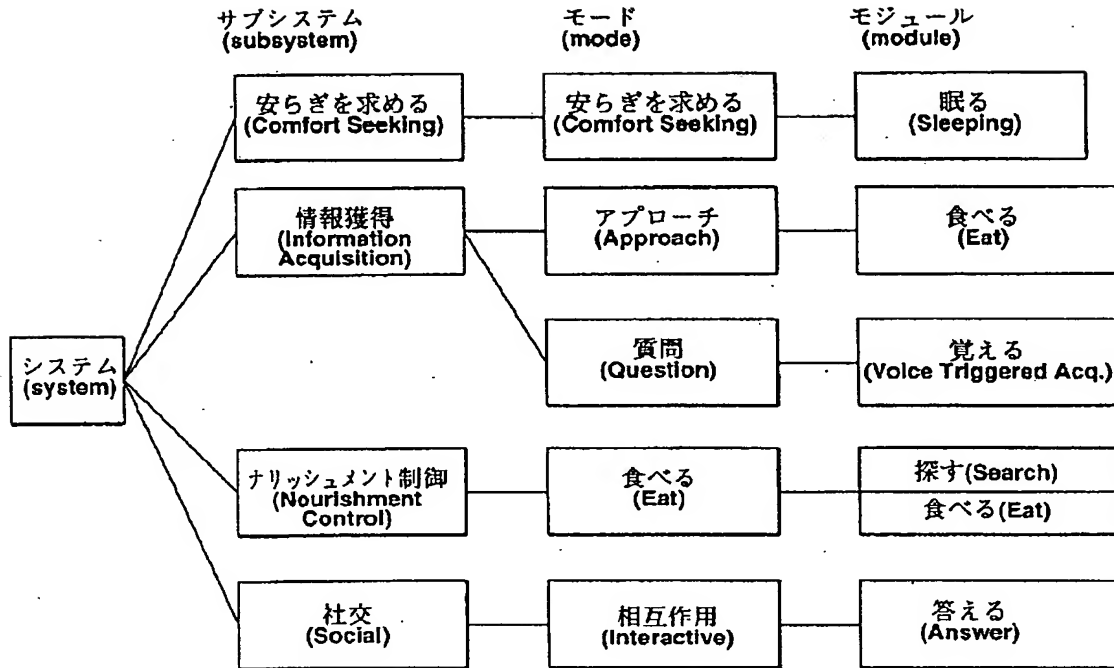 サブシステム
(subsystem)
モード
(mode)
モジュール
(module)
安らぎを求める
(Comfort Seeking)
安らぎを求める
(Comfort Seeking)
眠る
(Sleeping)
情報獲得
(Information
Acquisition)
アプローチ
(Approach)
食べる
(Eat)
システム
(system)
質問
(Question)
覚える
(Voice Triggered Acq.)
ナリッシュメント制御
(Nourishment
Control)
食べる
(Eat)
探す(Search)
食べる(Eat)
社交
(Social)
相互作用
(Interactive)
答える
(Answer)